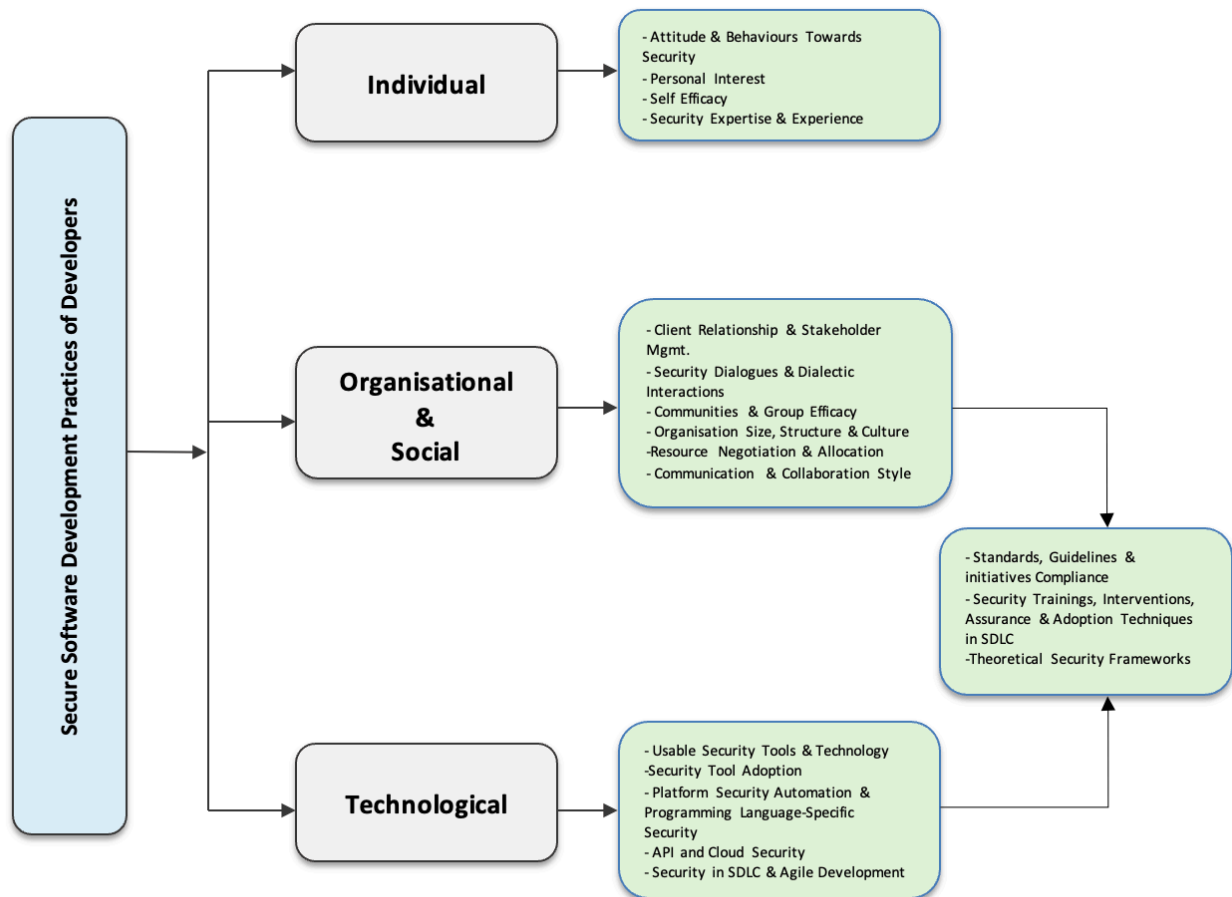 Secure Software Development Practices of Developers
Individual
- Attitude & Behaviours Towards
Security
- Personal Interest
- Self Efficacy
- Security Expertise & Experience
Organisational
&
Social
- Client Relationship & Stakeholder
Mgmt.
- Security Dialogues & Dialectic
Interactions
- Communities & Group Efficacy
- Organisation Size, Structure & Culture
-Resource Negotiation & Allocation
- Communication & Collaboration Style
- Standards, Guidelines &
initiatives Compliance
- Security Trainings, Interventions,
Assurance & Adoption Techniques
in SDLC
-Theoretical Security Frameworks
Technological
- Usable Security Tools & Technology
-Security Tool Adoption
- Platform Security Automation &
Programming Language-Specific
Security
- API and Cloud Security
- Security in SDLC & Agile Development